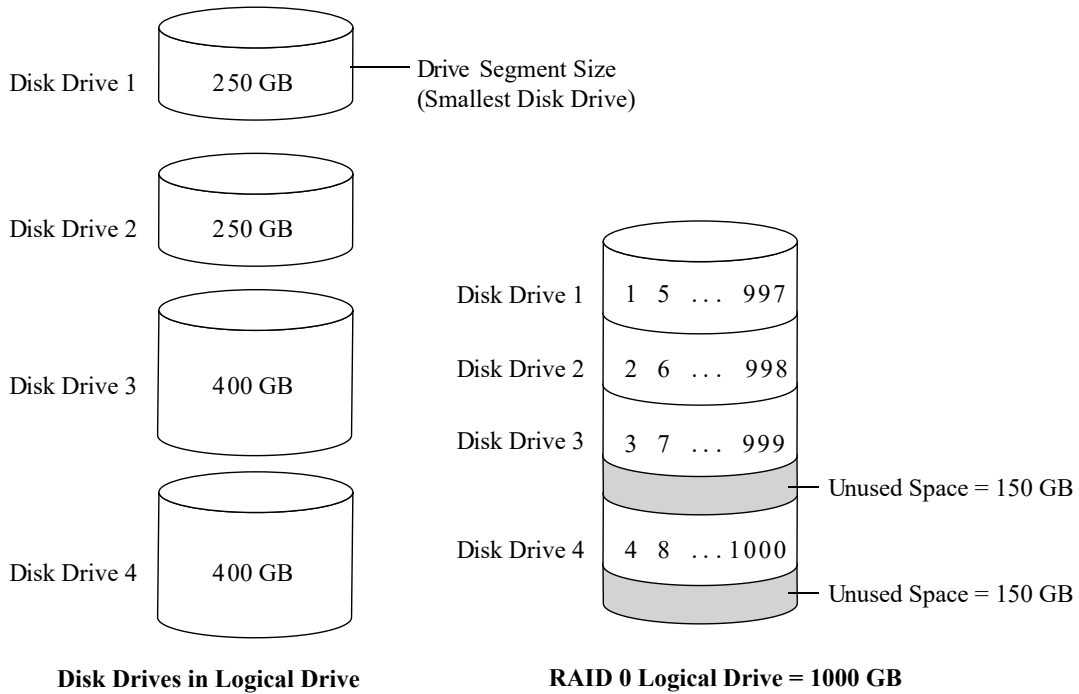 Disk Drive 1
250 GB
Drive Segment Size
(Smallest Disk Drive)
Disk Drive 2
250 GB
Disk Drive 3
400 GB
Disk Drive 4
400 GB
Disk Drives in Logical Drive
Disk Drive 1
1 5 ... 997
Disk Drive 2
2 6 ... 998
Disk Drive 3
3 7 ... 999
Unused Space = 150 GB
Disk Drive 4
4 8 ... 1000
Unused Space = 150 GB
RAID 0 Logical Drive = 1000 GB